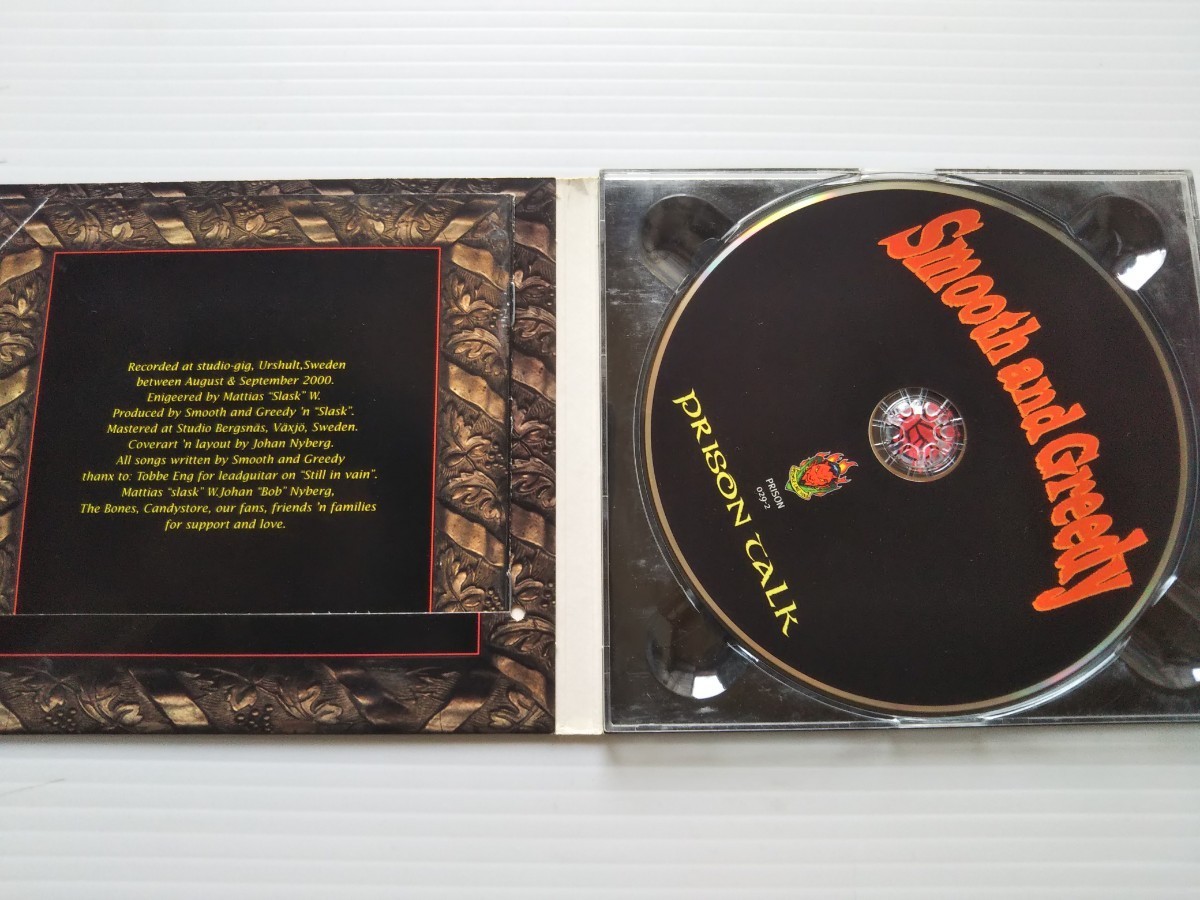 Recorded at studio-gig, Urshult,Sweden
between August & September 2000.
Enigeered by Mattias "Slask" W.
Produced by Smooth and Greedy 'n "Slask".
Mastered at Studio Bergsnäs, Växjö, Sweden.
Coverart 'n layout by Johan Nyberg.
All songs written by Smooth and Greedy
thanx to: Tobbe Eng for leadguitar on "Still in vain".
Mattias "slask" W.Johan "Bob" Nyberg,
The Bones, Candystore, our fans, friends 'n families
for support and love.
Smooth and Greedy
PRISON
029-2
PRISON TALK